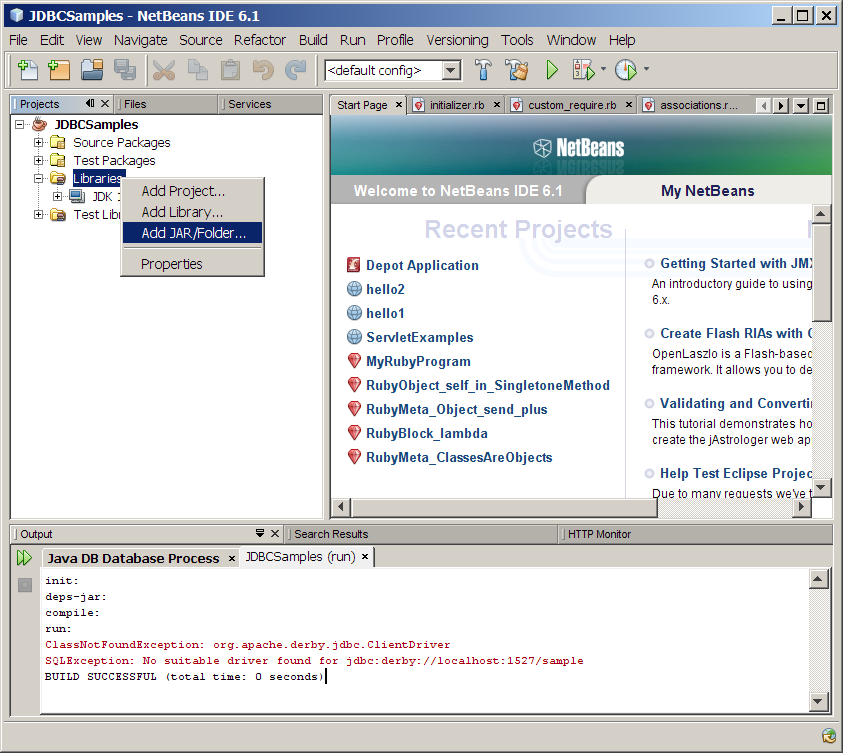 JDBCSamples - NetBeans IDE 6.1
File Edit View Navigate Source Refactor Build Run Profile Versioning Tools Window Help
<default config>
Projects Files Services
JDBCSamples
Source Packages
Test Packages
Libraries
JDK
Test Libr
Add Project...
Add Library...
Add JAR/Folder...
Properties
Start Page initializer.rb custom_require.rb associations.r...
NetBeans
Welcome to NetBeans IDE 6.1 My NetBeans
Recent Projects
Depot Application
hello2
hello1
ServletExamples
MyRubyProgram
RubyObject_self_in_SingletoneMethod
RubyMeta_Object_send_plus
RubyBlock_lambda
RubyMeta_ClassesAreObjects
Getting Started with JMX
An introductory guide to using
6.x.
Create Flash RIAs with
OpenLaszlo is a Flash-based
framework. It allows you to de
Validating and Converti
This tutorial demonstrates ho
create the jAstrologer web ap
Help Test Eclipse Projec
Due to many requests we've
Output Search Results HTTP Monitor
Java DB Database Process JDBCSamples (run)
init:
deps-jar:
compile:
run:
ClassNotFoundException: org.apache.derby.jdbc.ClientDriver
SQLException: No suitable driver found for jdbc:derby://localhost:1527/sample
BUILD SUCCESSFUL (total time: 0 seconds)